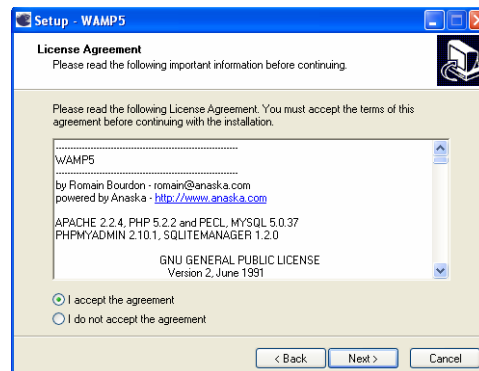 Setup - WAMP5
License Agreement
Please read the following important information before continuing.
Please read the following License Agreement. You must accept the terms of this
agreement before continuing with the installation.
------------------------------------------------------------
WAMP5
------------------------------------------------------------
by Romain Bourdon - romain@anaska.com
powered by Anaska - http://www.anaska.com
APACHE 2.2.4, PHP 5.2.2 and PECL, MYSQL 5.0.37
PHPMYADMIN 2.10.1, SQLITEMANAGER 1.2.0
GNU GENERAL PUBLIC LICENSE
Version 2, June 1991
I accept the agreement
I do not accept the agreement
< Back Next > Cancel